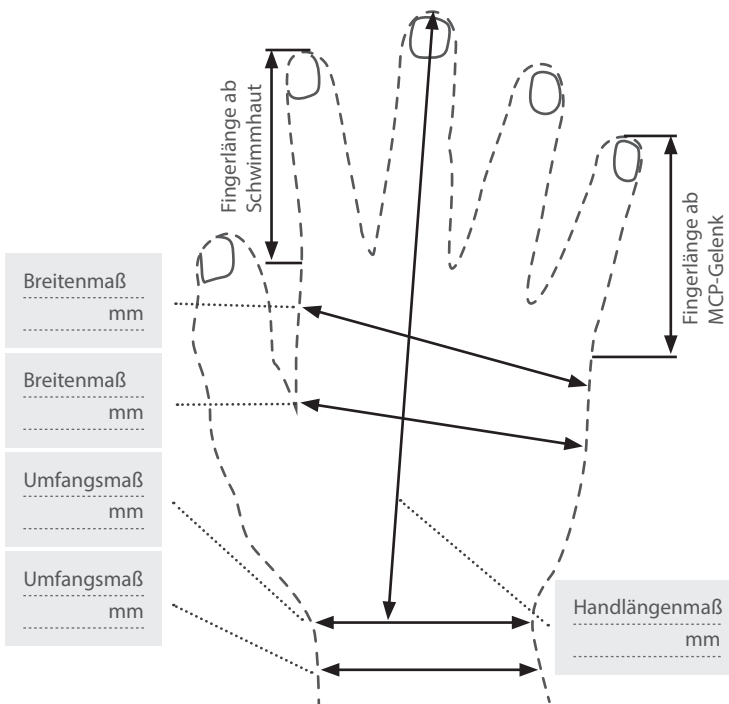 Fingerlänge ab
Schwimmhaut
Fingerlänge ab
MCP-Gelenk
Breitenmaß
mm
Breitenmaß
mm
Umfangsmaß
mm
Umfangsmaß
mm
Handlängenmaß
mm